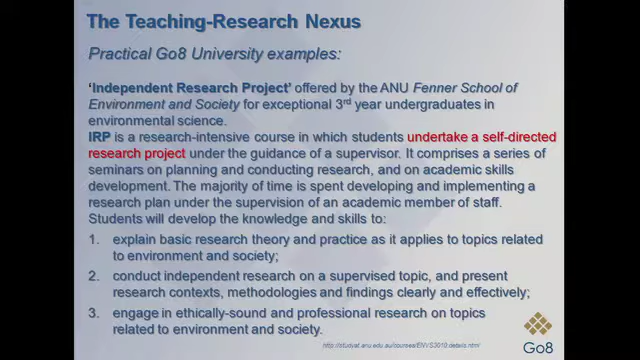 The Teaching-Research Nexus
Practical Go8 University examples:
‘Independent Research Project’ offered by the ANU Fenner School of
Environment and Society for exceptional 3rd year undergraduates in
environmental science.
IRP is a research-intensive course in which students undertake a self-directed
research project under the guidance of a supervisor. It comprises a series of
seminars on planning and conducting research, and on academic skills
development. The majority of time is spent developing and implementing a
research plan under the supervision of an academic member of staff.
Students will develop the knowledge and skills to:
1. explain basic research theory and practice as it applies to topics related
to environment and society;
2. conduct independent research on a supervised topic, and present
research contexts, methodologies and findings clearly and effectively;
3. engage in ethically-sound and professional research on topics
related to environment and society.
http://studyat.anu.edu.au/courses/ENVS3010;details.html
Go8